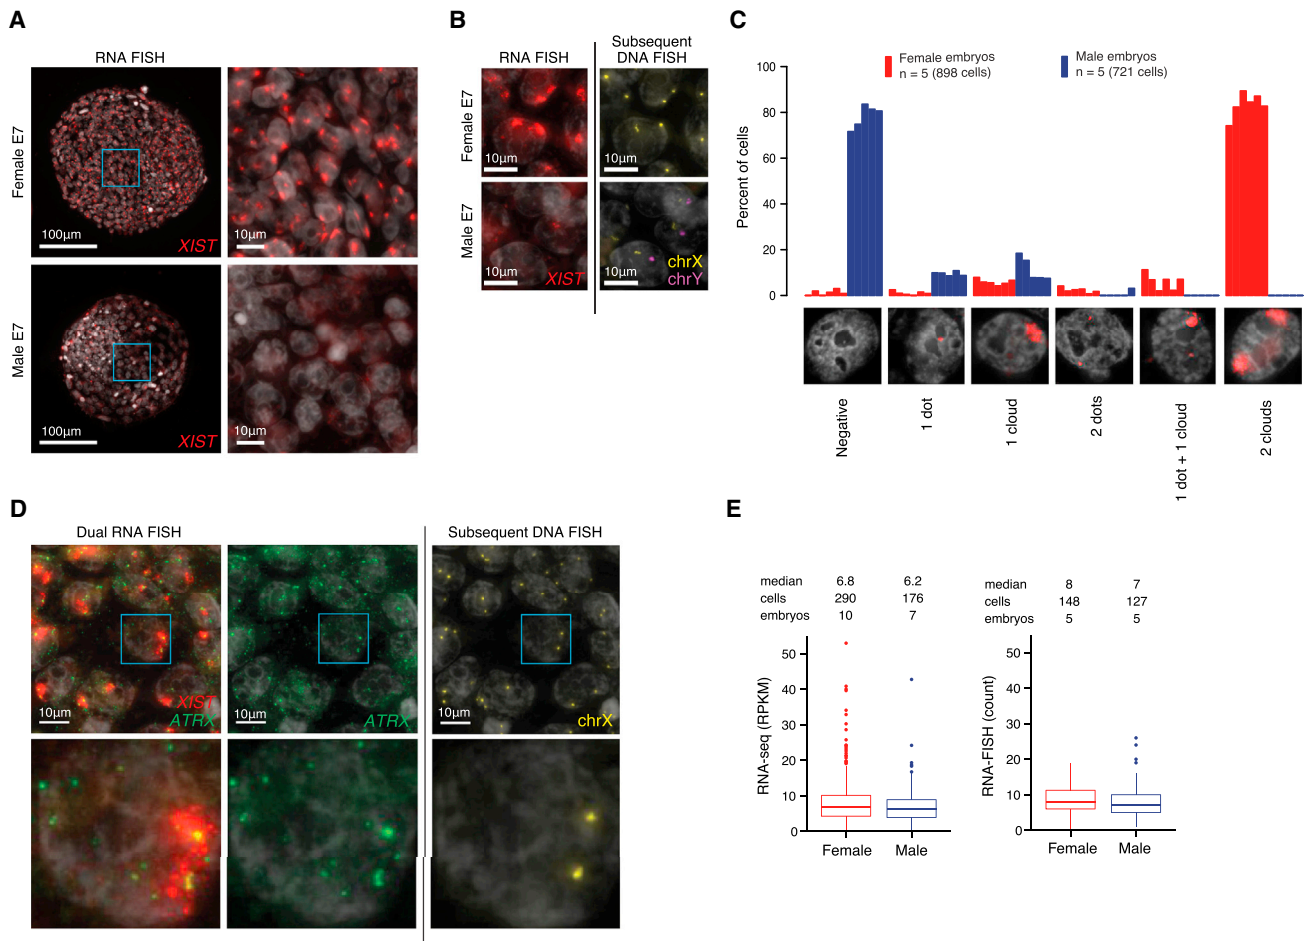 A
RNA FISH
Female E7
100µm
XIST
10µm
Male E7
100µm
XIST
10µm
B
RNA FISH
Subsequent
DNA FISH
Female E7
10µm
10µm
Male E7
10µm
XIST
10µm
chrX
chrY
C
Female embryos
n = 5 (898 cells)
Male embryos
n = 5 (721 cells)
Percent of cells
100
80
60
40
20
0
Negative
1 dot
1 cloud
2 dots
1 dot + 1 cloud
2 clouds
D
Dual RNA FISH
Subsequent DNA FISH
10µm
XIST
ATRX
10µm
ATRX
10µm
chrX
E
median 6.8 6.2
cells 290 176
embryos 10 7
RNA-seq (RPKM)
50
40
30
20
10
0
Female Male
median 8 7
cells 148 127
embryos 5 5
RNA-FISH (count)
50
40
30
20
10
0
Female Male